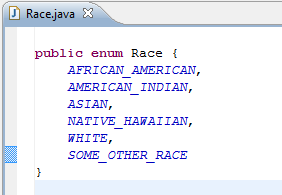 Race.java
public enum Race {
AFRICAN_AMERICAN,
AMERICAN_INDIAN,
ASIAN,
NATIVE_HAWAIIAN,
WHITE,
SOME_OTHER_RACE
}